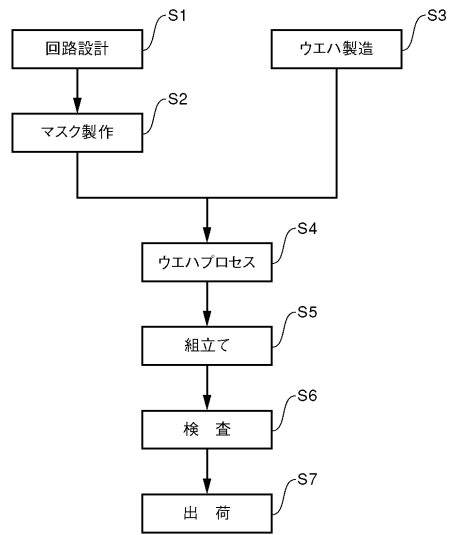 S1
回路設計
S3
ウエハ製造
S2
マスク製作
S4
ウエハプロセス
S5
組立て
S6
検 査
S7
出 荷